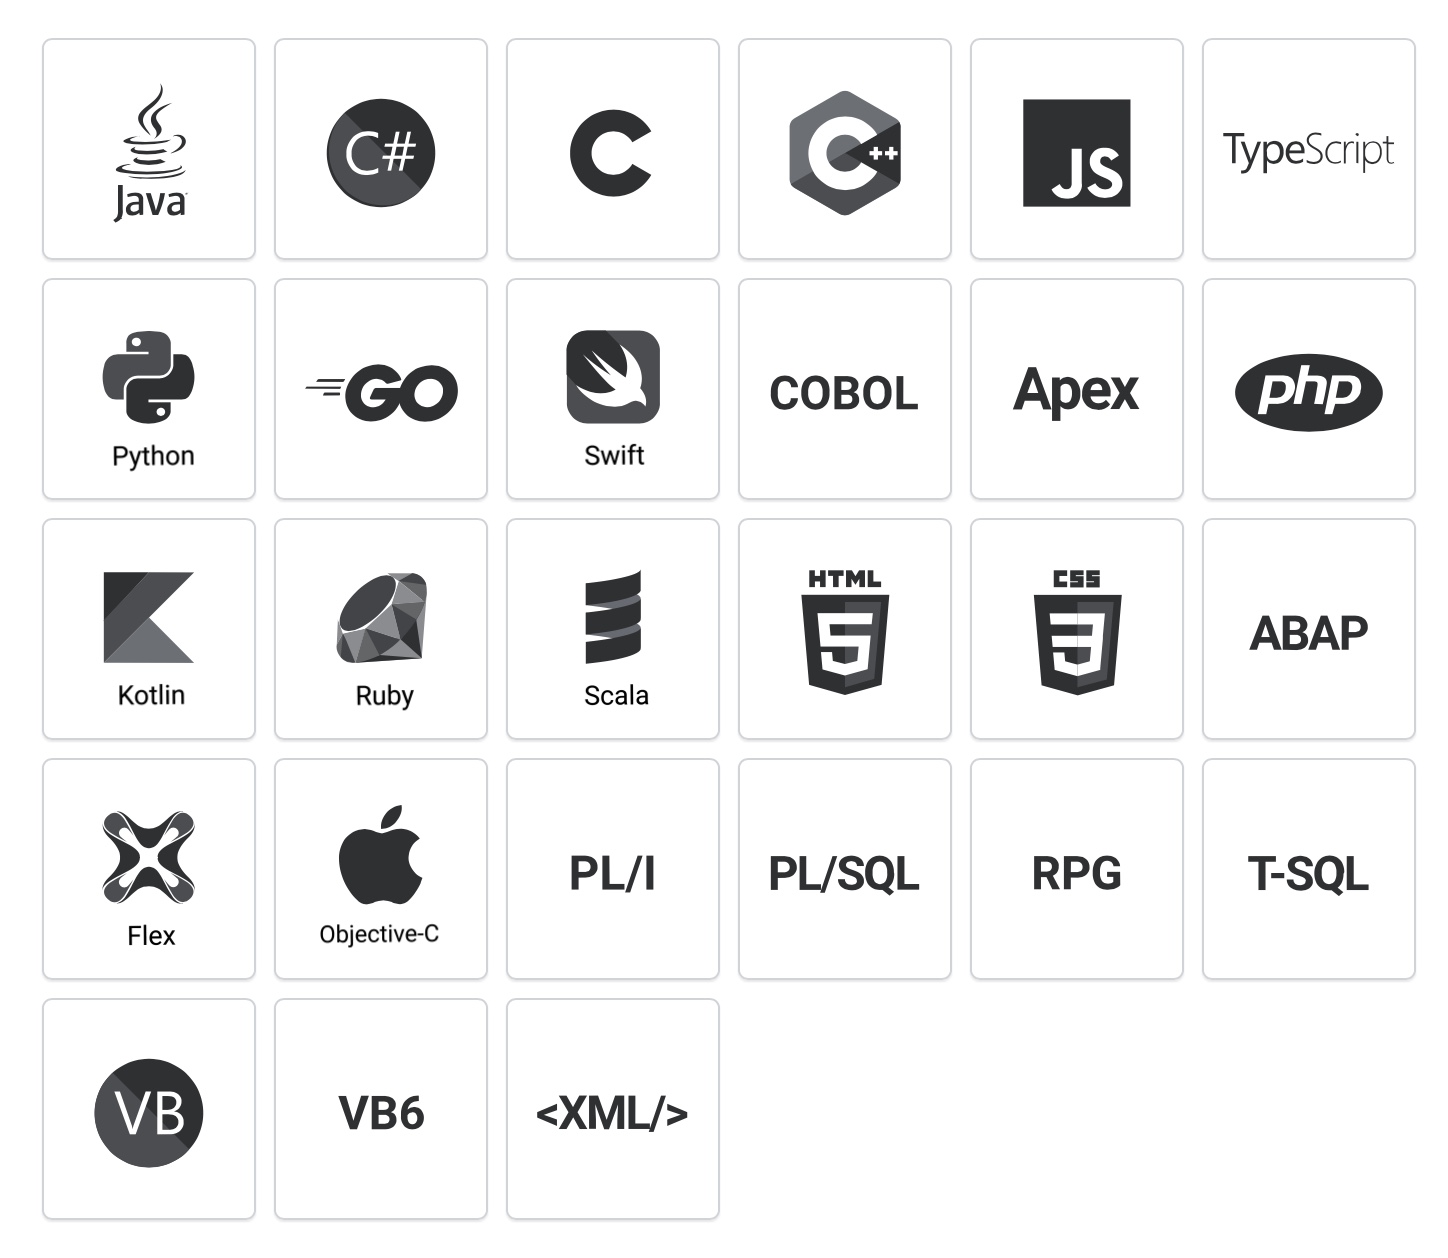 Java
C#
C
C++
JS
TypeScript
Python
GO
Swift
COBOL
Apex
php
Kotlin
Ruby
Scala
HTML
5
CSS
3
ABAP
Flex
Objective-C
PL/I
PL/SQL
RPG
T-SQL
VB
VB6
<XML/>